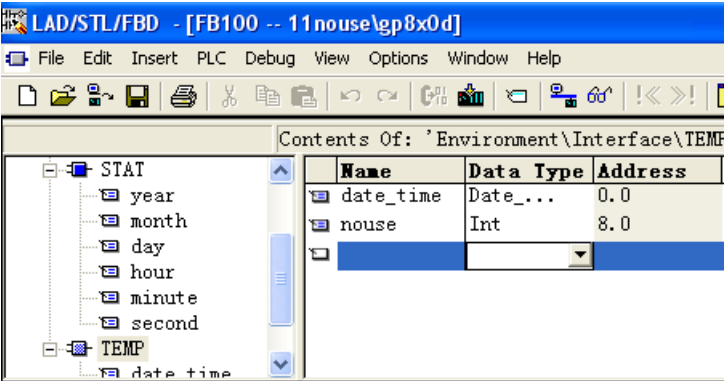 LAD/STL/FBD - [FB100 -- 11nouse\gp8x0d]
File Edit Insert PLC Debug View Options Window Help
Contents Of: 'Environment\Interface\TEMP
STAT
year
month
day
hour
minute
second
TEMP
date_time
Name Data Type Address
date_time Date_... 0.0
nouse Int 8.0